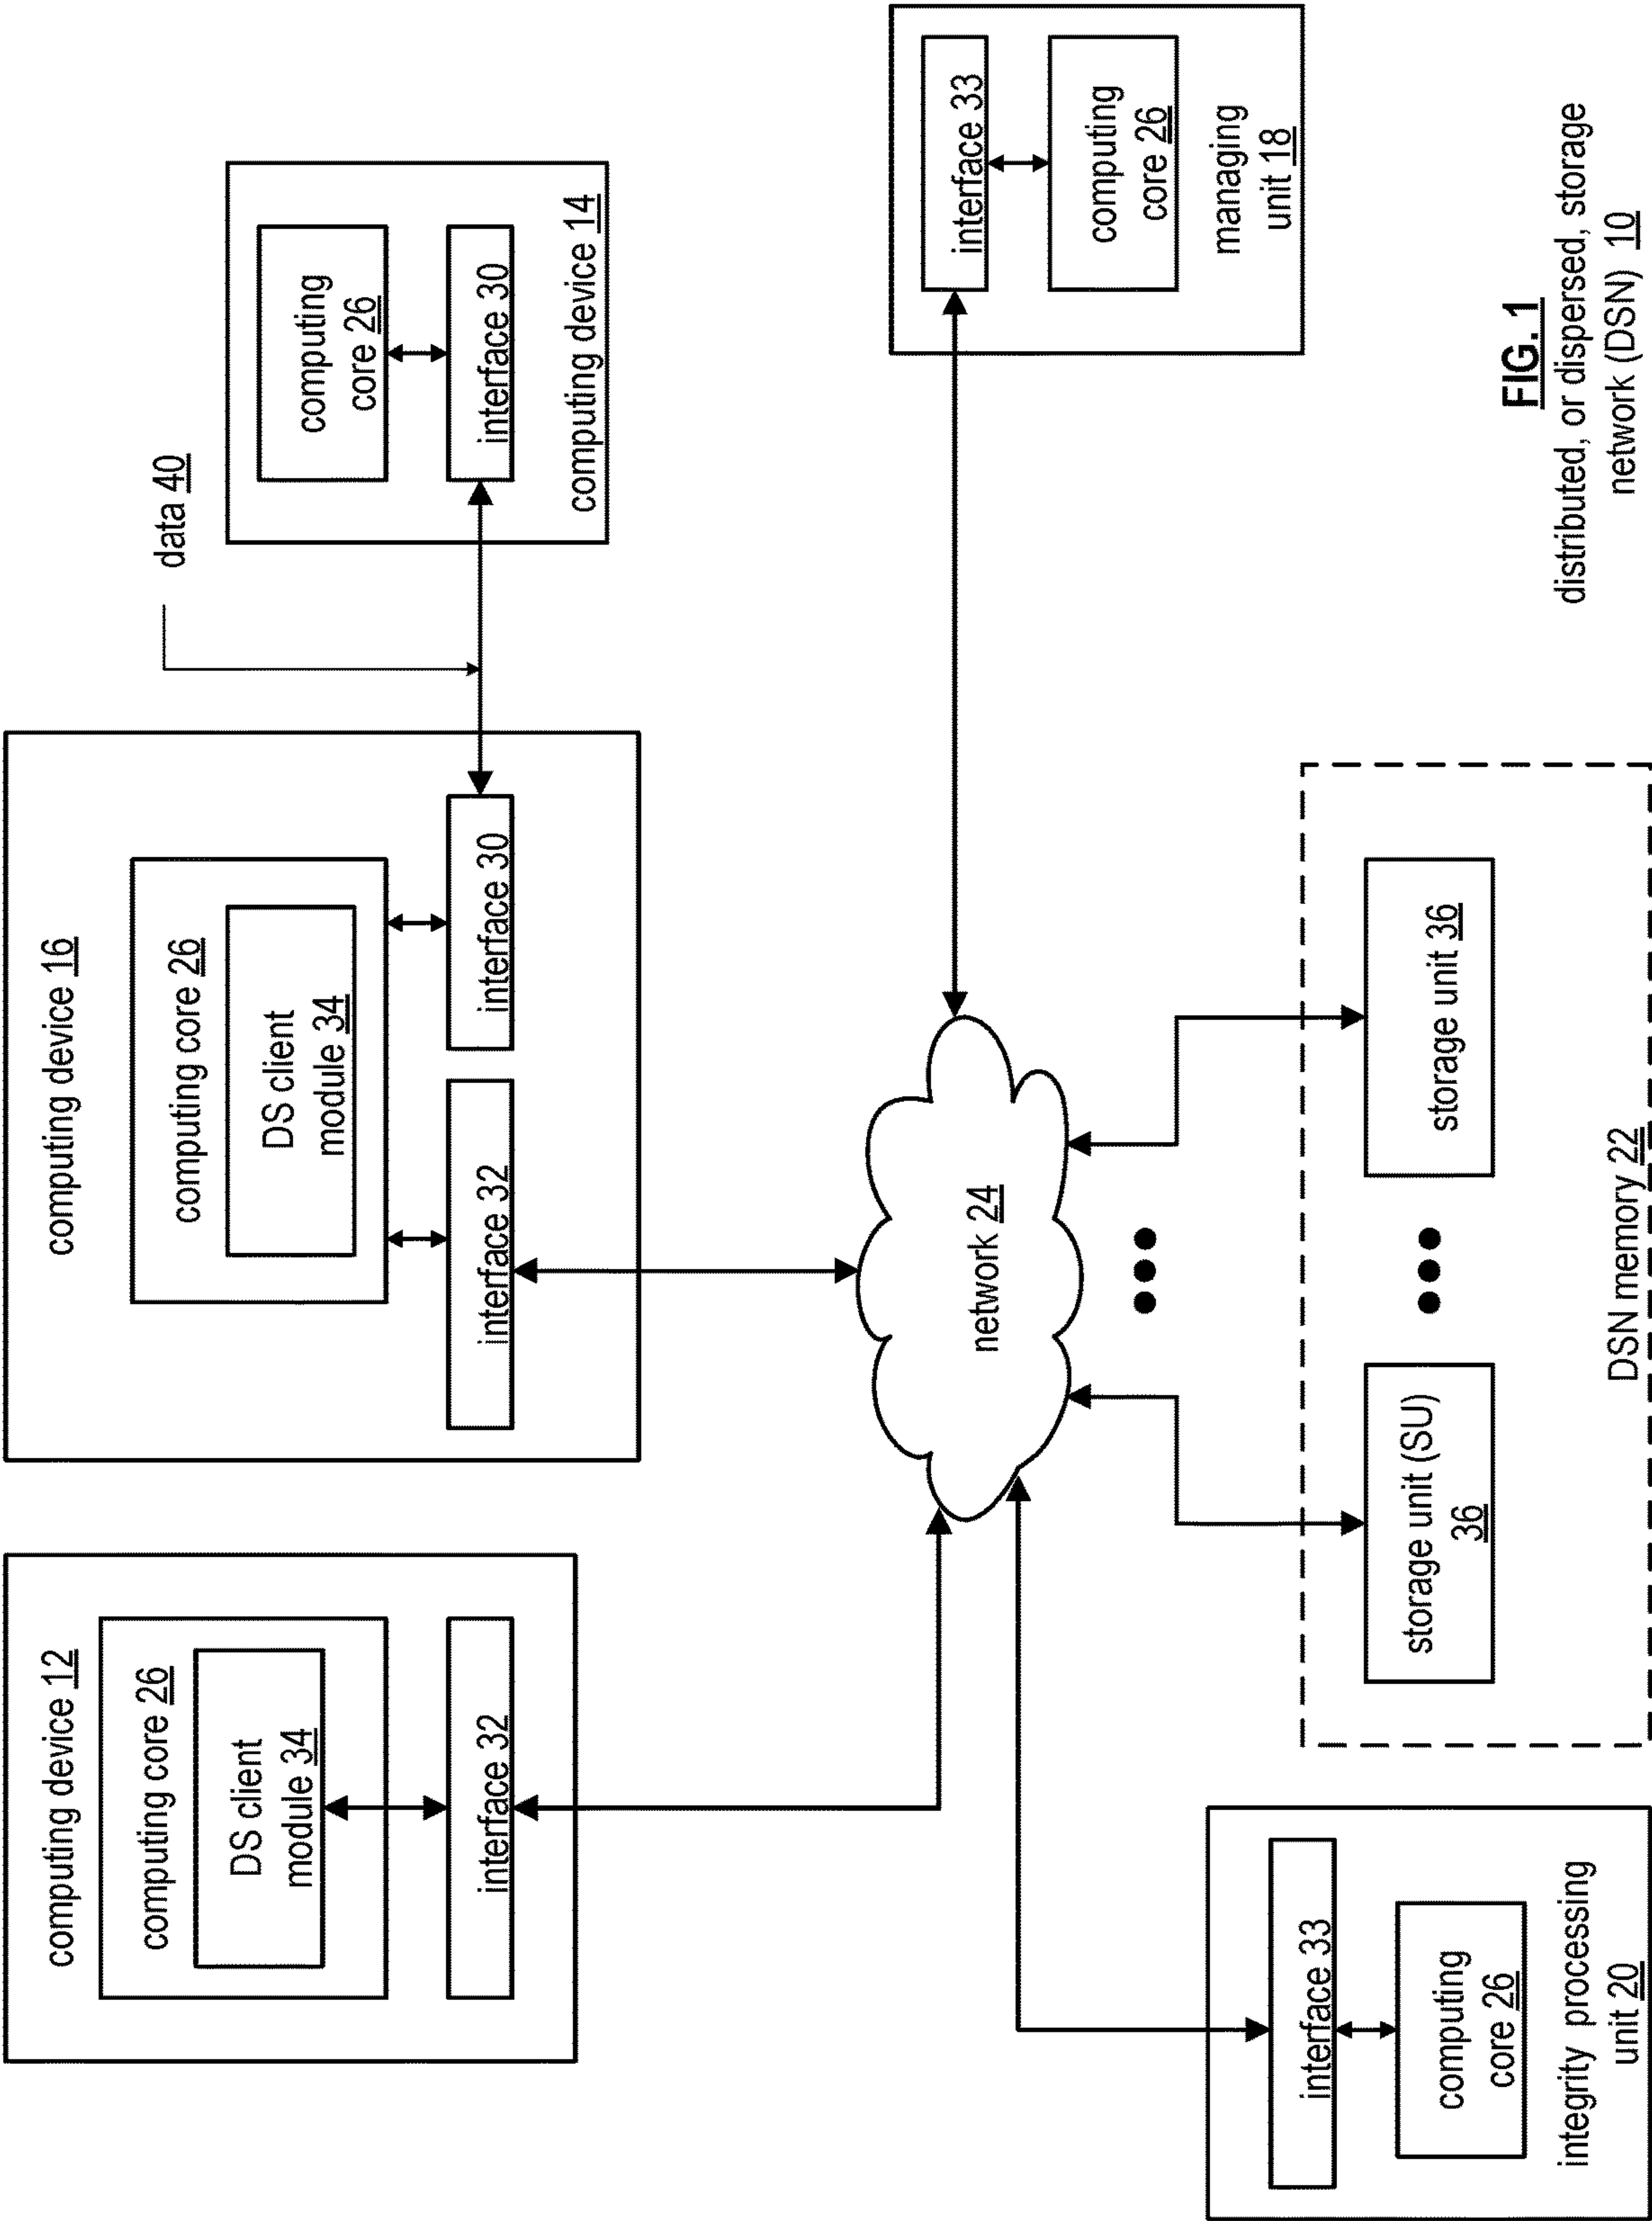 computing device 12
computing core 26
DS client
module 34
interface 32
computing device 16
computing core 26
DS client
module 34
interface 32
interface 30
data 40
computing
core 26
interface 30
computing device 14
network 24
interface 33
computing
core 26
managing
unit 18
interface 33
computing
core 26
integrity processing
unit 20
storage unit (SU)
36
storage unit 36
DSN memory 22
FIG. 1
distributed, or dispersed, storage
network (DSN) 10